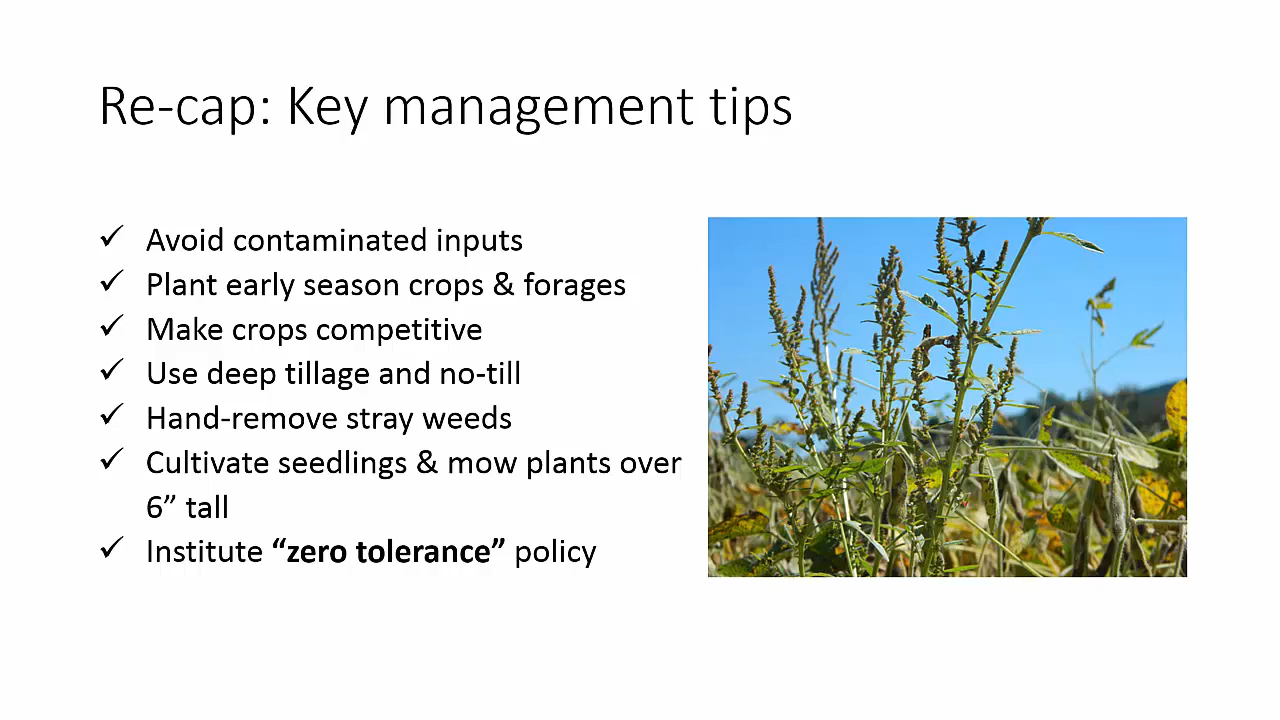 Re-cap: Key management tips
✓ Avoid contaminated inputs
✓ Plant early season crops & forages
✓ Make crops competitive
✓ Use deep tillage and no-till
✓ Hand-remove stray weeds
✓ Cultivate seedlings & mow plants over
6” tall
✓ Institute “zero tolerance” policy